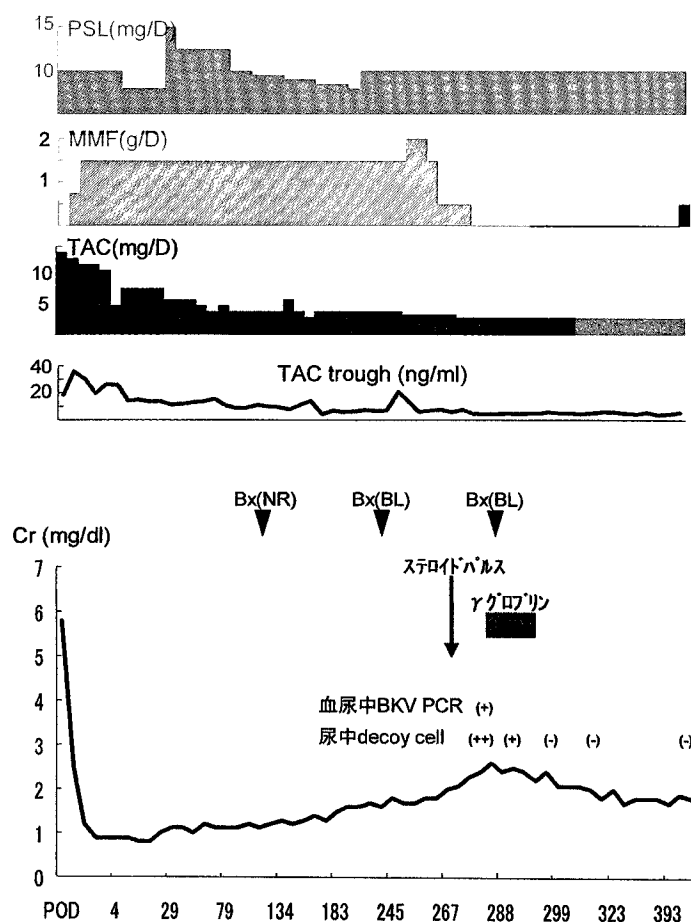 PSL(mg/D)
15
10
MMF(g/D)
2
1
TAC(mg/D)
10
5
TAC trough (ng/ml)
40
20
Bx(NR) Bx(BL) Bx(BL)
Cr (mg/dl)
ステロイドパルス
γグロブリン
血尿中BKV PCR (+)
尿中decoy cell (++) (+) (-) (-) (-)
7
6
5
4
3
2
1
0
POD 4 29 79 134 183 245 267 288 299 323 393